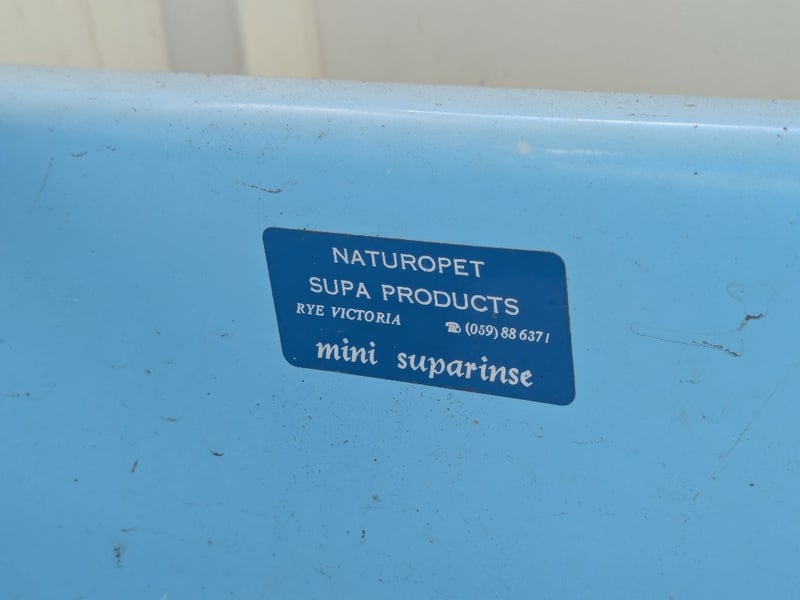 NATUROPET
SUPA PRODUCTS
RYE VICTORIA ☎ (059) 88 6371
mini suparinse